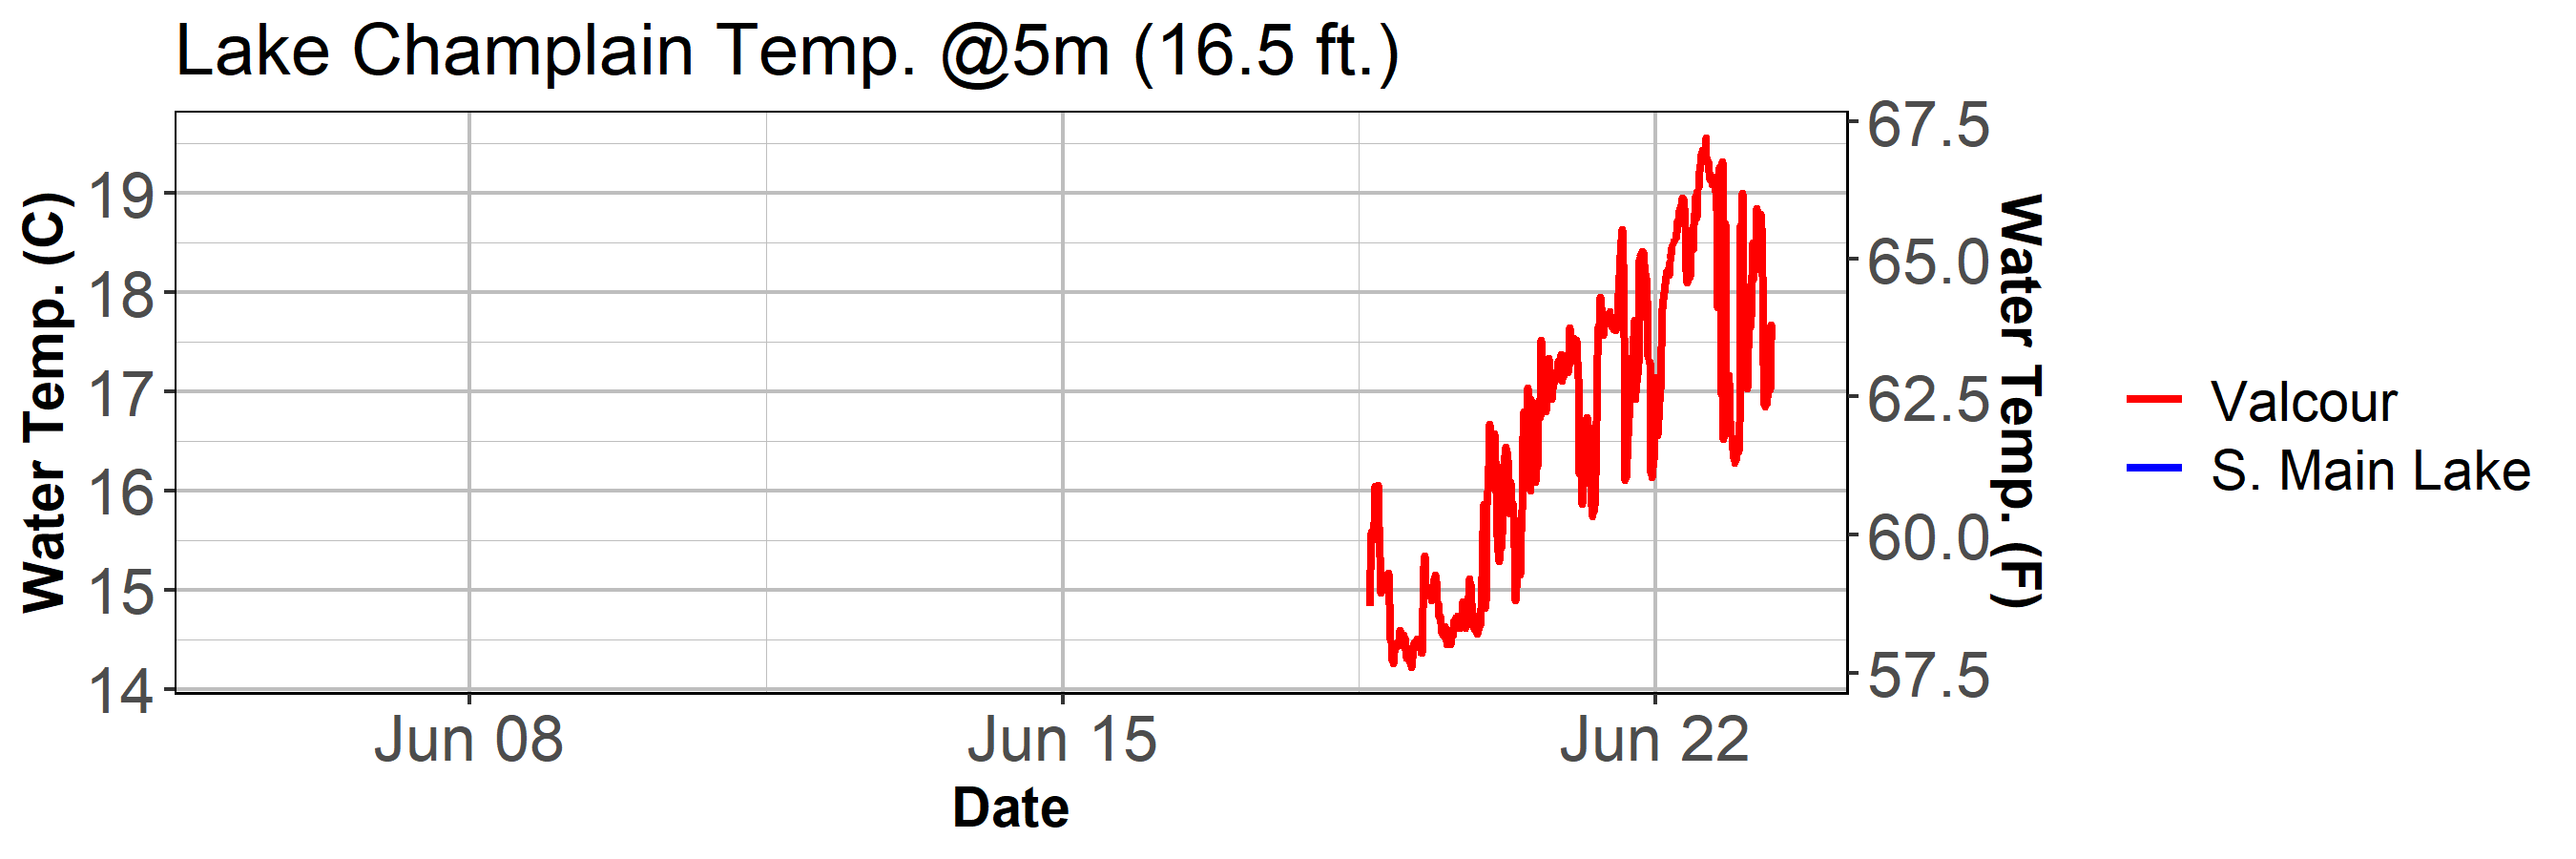 Lake Champlain Temp. @5m (16.5 ft.)
Water Temp. (C)
19
18
17
16
15
14
67.5
65.0
62.5
60.0
57.5
Water Temp. (F)
Jun 08
Jun 15
Jun 22
Date
Valcour
S. Main Lake